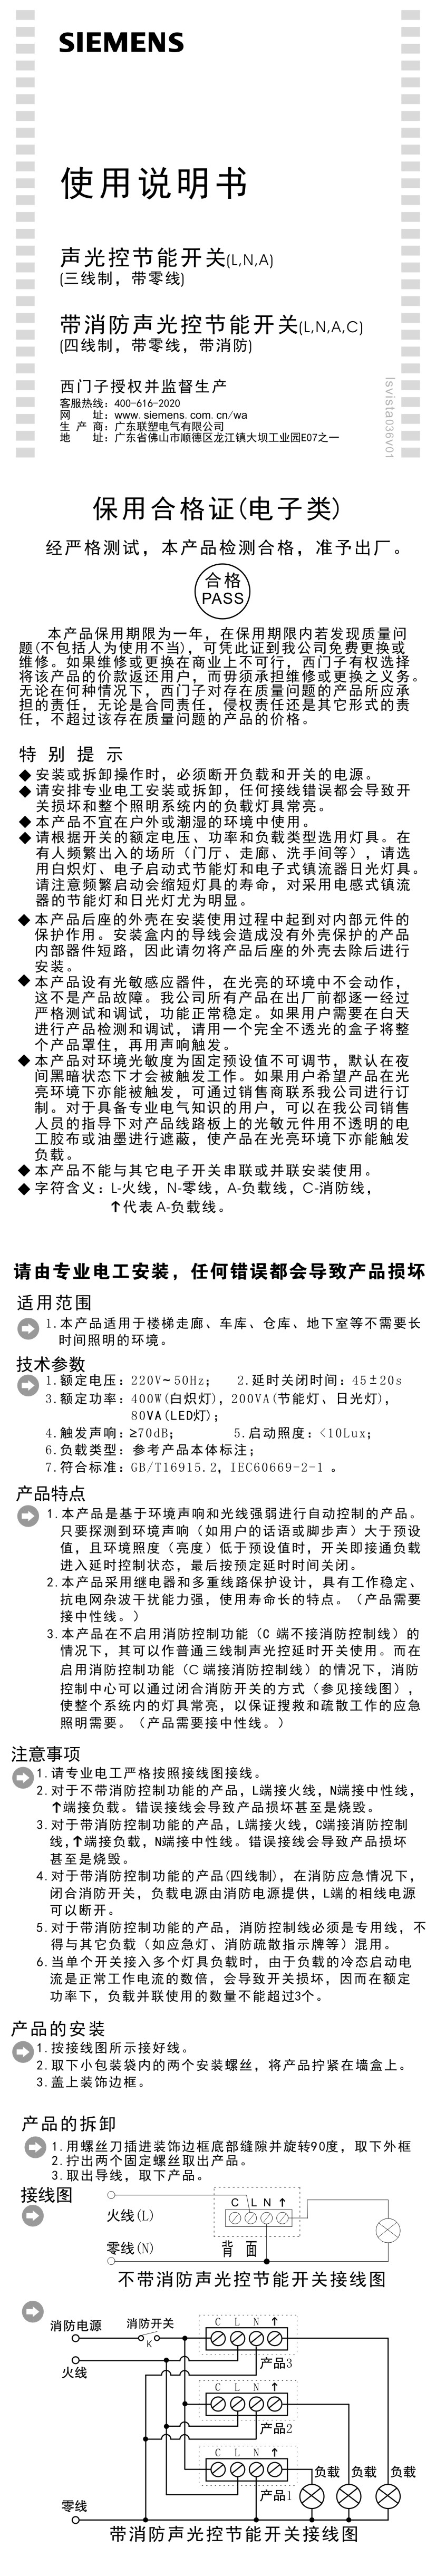 SIEMENS
使用说明书
声光控节能开关(L,N,A)
(三线制，带零线)
带消防声光控节能开关(L,N,A,C)
(四线制，带零线，带消防)
西门子授权并监督生产
客服热线：400-616-2020
网 址：www.siemens.com.cn/wa
生 产 商：广东联塑电气有限公司
地 址：广东省佛山市顺德区龙江镇大坝工业园E07之一
lsvista036v01
保用合格证(电子类)
经严格测试，本产品检测合格，准予出厂。
合格
PASS
本产品保用期限为一年，在保用期限内若发现质量问
题(不包括人为使用不当)，可凭此证到我公司免费更换或
维修。如果维修或更换在商业上不可行，西门子有权选择
将该产品的价款返还用户，而毋须承担维修或更换之义务。
无论在何种情况下，西门子对存在质量问题的产品所应承
担的责任，无论是合同责任，侵权责任还是其它形式的责
任，不超过该存在质量问题的产品的价格。
特 别 提 示
◆ 安装或拆卸操作时，必须断开负载和开关的电源。
◆ 请安排专业电工安装或拆卸，任何接线错误都会导致开
关损坏和整个照明系统内的负载灯具常亮。
◆ 本产品不宜在户外或潮湿的环境中使用。
◆ 请根据开关的额定电压、功率和负载类型选用灯具。在
有人频繁出入的场所（门厅、走廊、洗手间等），请选
用白炽灯、电子启动式节能灯和电子式镇流器日光灯具。
请注意频繁启动会缩短灯具的寿命，对采用电感式镇流
器的节能灯和日光灯尤为明显。
◆ 本产品后座的外壳在安装使用过程中起到对内部元件的
保护作用。安装盒内的导线会造成没有外壳保护的产品
内部器件短路，因此请勿将产品后座的外壳去除后进行
安装。
◆ 本产品设有光敏感应器件，在光亮的环境中不会动作，
这不是产品故障。我公司所有产品在出厂前都逐一经过
严格测试和调试，功能正常稳定。如果用户需要在白天
进行产品检测和调试，请用一个完全不透光的盒子将整
个产品罩住，再用声响触发。
◆ 本产品对环境光敏度为固定预设值不可调节，默认在夜
间黑暗状态下才会被触发工作。如果用户希望产品在光
亮环境下亦能被触发，可通过销售商联系我公司进行订
制。对于具备专业电气知识的用户，可以在我公司销售
人员的指导下对产品线路板上的光敏元件用不透明的电
工胶布或油墨进行遮蔽，使产品在光亮环境下亦能触发
负载。
◆ 本产品不能与其它电子开关串联或并联安装使用。
◆ 字符含义：L-火线，N-零线，A-负载线，C-消防线，
↑代表A-负载线。
请由专业电工安装，任何错误都会导致产品损坏
适用范围
1.本产品适用于楼梯走廊、车库、仓库、地下室等不需要长
时间照明的环境。
技术参数
1.额定电压：220V~50Hz； 2.延时关闭时间：45±20s
3.额定功率：400W(白炽灯)，200VA(节能灯、日光灯)，
80VA(LED灯)；
4.触发声响：≥70dB； 5.启动照度：<10Lux；
6.负载类型：参考产品本体标注；
7.符合标准：GB/T16915.2，IEC60669-2-1 。
产品特点
1.本产品是基于环境声响和光线强弱进行自动控制的产品。
只要探测到环境声响（如用户的话语或脚步声）大于预设
值，且环境照度（亮度）低于预设值时，开关即接通负载
进入延时控制状态，最后按预定延时时间关闭。
2.本产品采用继电器和多重线路保护设计，具有工作稳定、
抗电网杂波干扰能力强，使用寿命长的特点。（产品需要
接中性线。）
3.本产品在不启用消防控制功能（C 端不接消防控制线）的
情况下，其可以作普通三线制声光控延时开关使用。而在
启用消防控制功能（C 端接消防控制线）的情况下，消防
控制中心可以通过闭合消防开关的方式（参见接线图），
使整个系统内的灯具常亮，以保证搜救和疏散工作的应急
照明需要。（产品需要接中性线。）
注意事项
1.请专业电工严格按照接线图接线。
2.对于不带消防控制功能的产品，L端接火线，N端接中性线，
↑端接负载。错误接线会导致产品损坏甚至是烧毁。
3.对于带消防控制功能的产品，L端接火线，C端接消防控制
线，↑端接负载，N端接中性线。错误接线会导致产品损坏
甚至是烧毁。
4.对于带消防控制功能的产品(四线制)，在消防应急情况下，
闭合消防开关，负载电源由消防电源提供，L端的相线电源
可以断开。
5.对于带消防控制功能的产品，消防控制线必须是专用线，不
得与其它负载（如应急灯、消防疏散指示牌等）混用。
6.当单个开关接入多个灯具负载时，由于负载的冷态启动电
流是正常工作电流的数倍，会导致开关损坏，因而在额定
功率下，负载并联使用的数量不能超过3个。
产品的安装
1.按接线图所示接好线。
2.取下小包装袋内的两个安装螺丝，将产品拧紧在墙盒上。
3.盖上装饰边框。
产品的拆卸
1.用螺丝刀插进装饰边框底部缝隙并旋转90度，取下外框
2.拧出两个固定螺丝取出产品。
3.取出导线，取下产品。
接线图
C L N ↑
火线(L)
零线(N)
背 面
不带消防声光控节能开关接线图
消防电源
消防开关
K
C L N ↑
产品3
火线
C L N ↑
产品2
C L N ↑
产品1
负载 负载 负载
零线
带消防声光控节能开关接线图